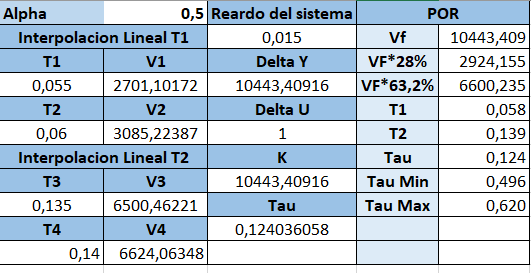 Alpha 0,5 Reardo del sistema POR
Interpolacion Lineal T1 0,015 Vf 10443,409
T1 V1 Delta Y VF*28% 2924,155
0,055 2701,10172 10443,40916 VF*63,2% 6600,235
T2 V2 Delta U T1 0,058
0,06 3085,22387 1 T2 0,139
Interpolacion Lineal T2 K Tau 0,124
T3 V3 10443,40916 Tau Min 0,496
0,135 6500,46221 Tau Tau Max 0,620
T4 V4 0,124036058
0,14 6624,06348